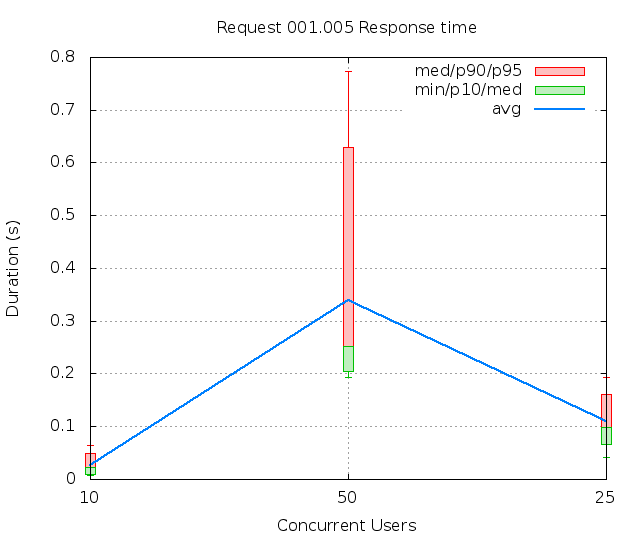 Request 001.005 Response time
0.8
0.7
0.6
0.5
0.4
0.3
0.2
0.1
0
Duration (s)
med/p90/p95
min/p10/med
avg
10 50 25
Concurrent Users